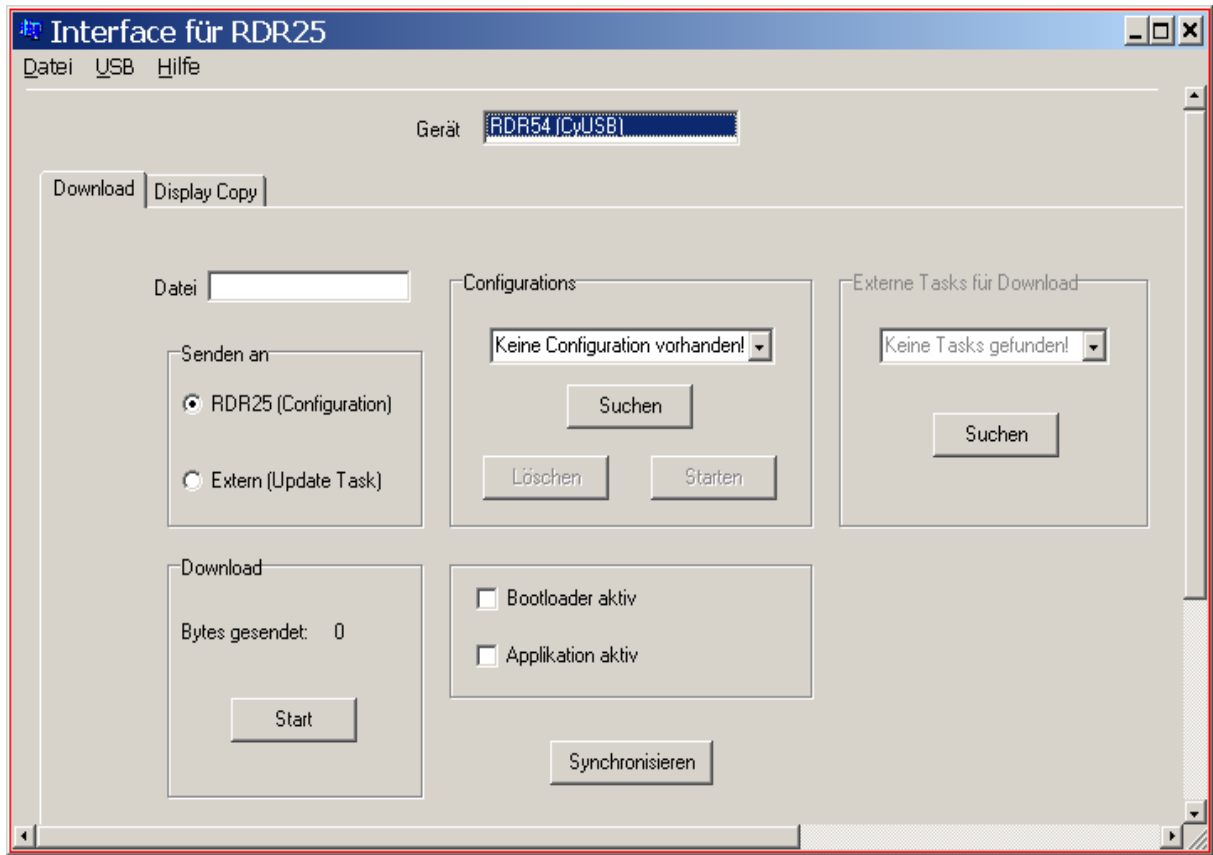 Interface für RDR25
Datei USB Hilfe
Gerät RDR54 (CyUSB)
Download Display Copy
Datei
Configurations
Externe Tasks für Download
Keine Configuration vorhanden!
Keine Tasks gefunden!
Senden an
RDR25 (Configuration)
Suchen
Suchen
Extern (Update Task)
Löschen Starten
Download
Bootloader aktiv
Bytes gesendet: 0
Applikation aktiv
Start
Synchronisieren